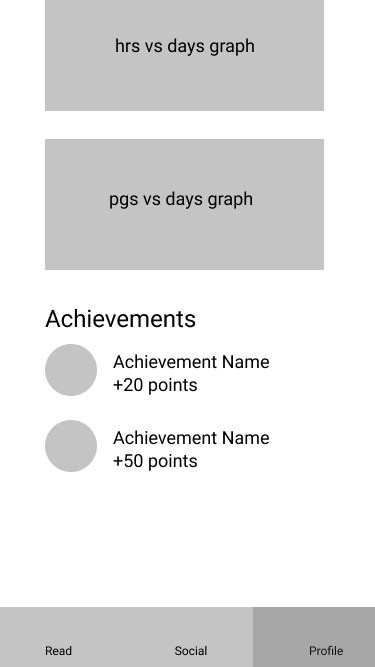 hrs vs days graph
pgs vs days graph
Achievements
Achievement Name
+20 points
Achievement Name
+50 points
Read
Social
Profile